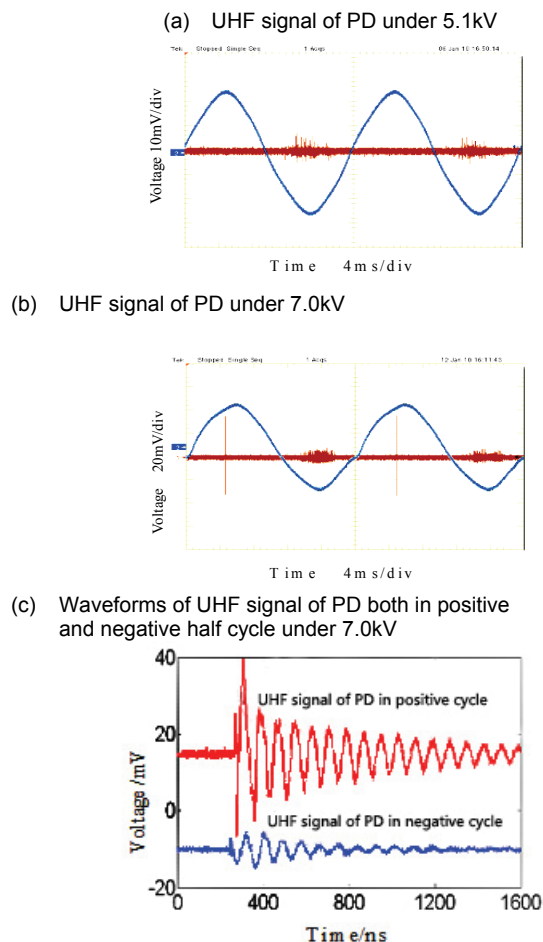 (a) UHF signal of PD under 5.1kV
Tek Stopped Single Seq 1 Acqs 06 Jan 10 16:50:14
Voltage 10mV/div
Time 4ms/div
(b) UHF signal of PD under 7.0kV
Tek Stopped Single Seq 1 Acqs 12 Jan 10 16:11:43
Voltage 20mV/div
Time 4ms/div
(c) Waveforms of UHF signal of PD both in positive
and negative half cycle under 7.0kV
40
UHF signal of PD in positive cycle
20
Voltage /mV
0
UHF signal of PD in negative cycle
-20
0 400 800 1200 1600
Time/ns